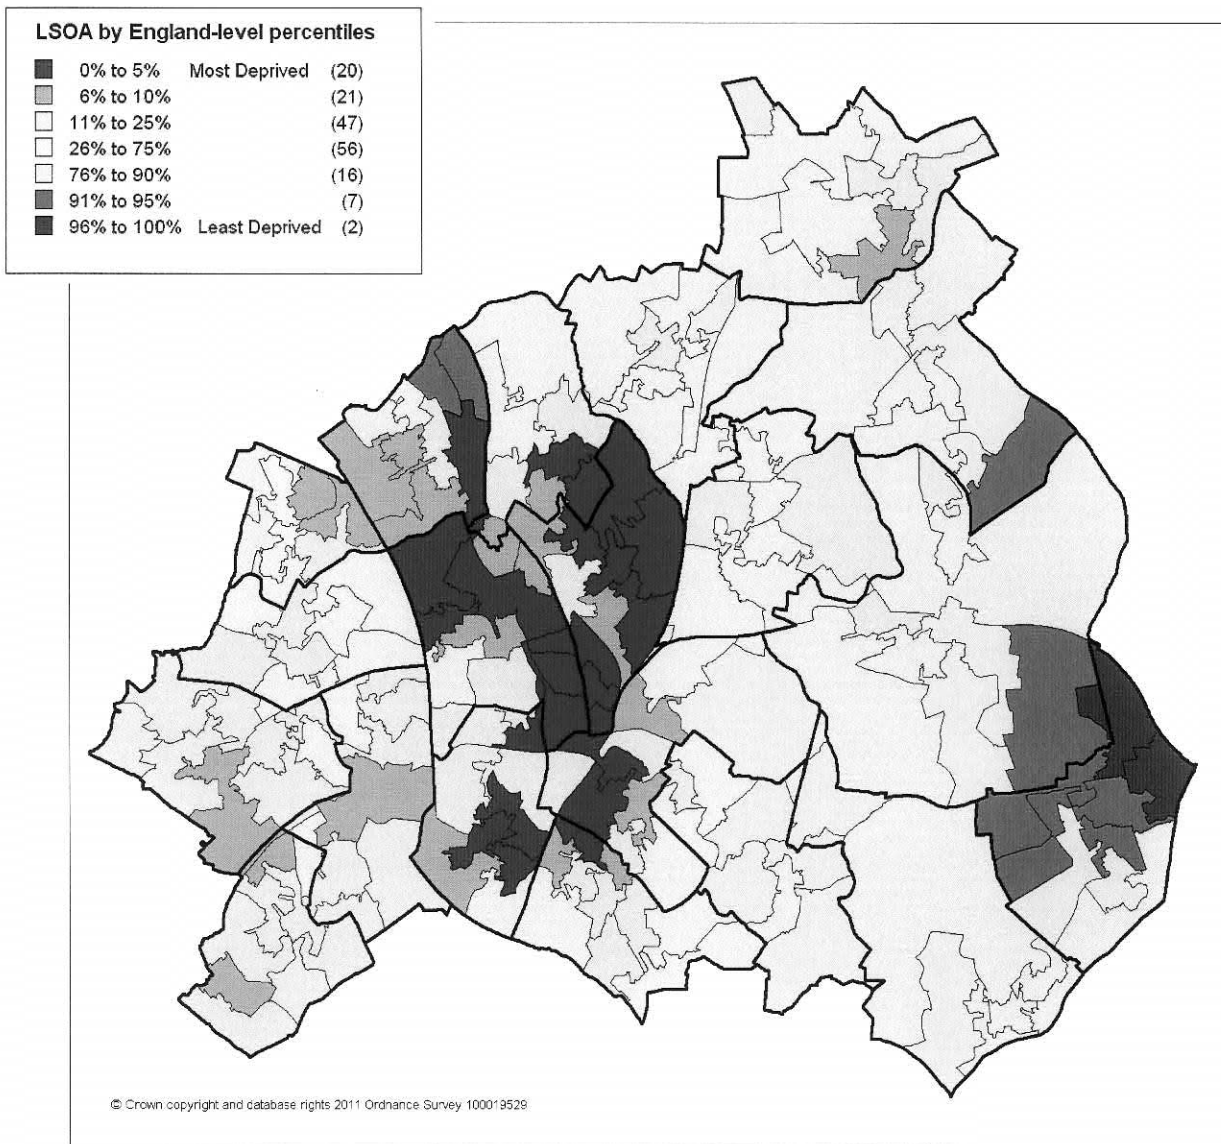 LSOA by England-level percentiles
0% to 5% Most Deprived (20)
6% to 10% (21)
11% to 25% (47)
26% to 75% (56)
76% to 90% (16)
91% to 95% (7)
96% to 100% Least Deprived (2)
© Crown copyright and database rights 2011 Ordnance Survey 100019529